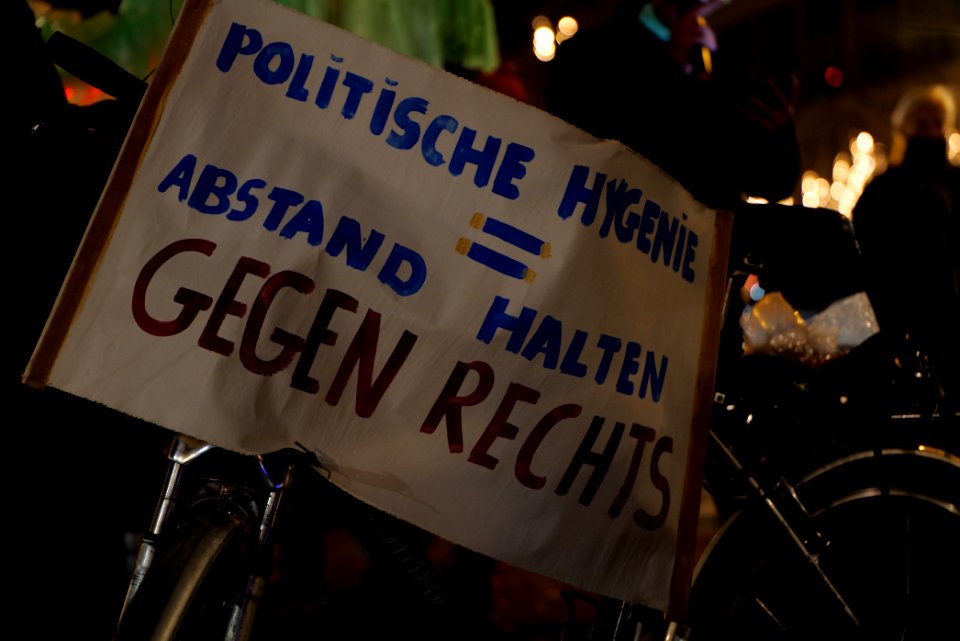 POLITISCHE HYGENIE
ABSTAND =
HALTEN
GEGEN RECHTS